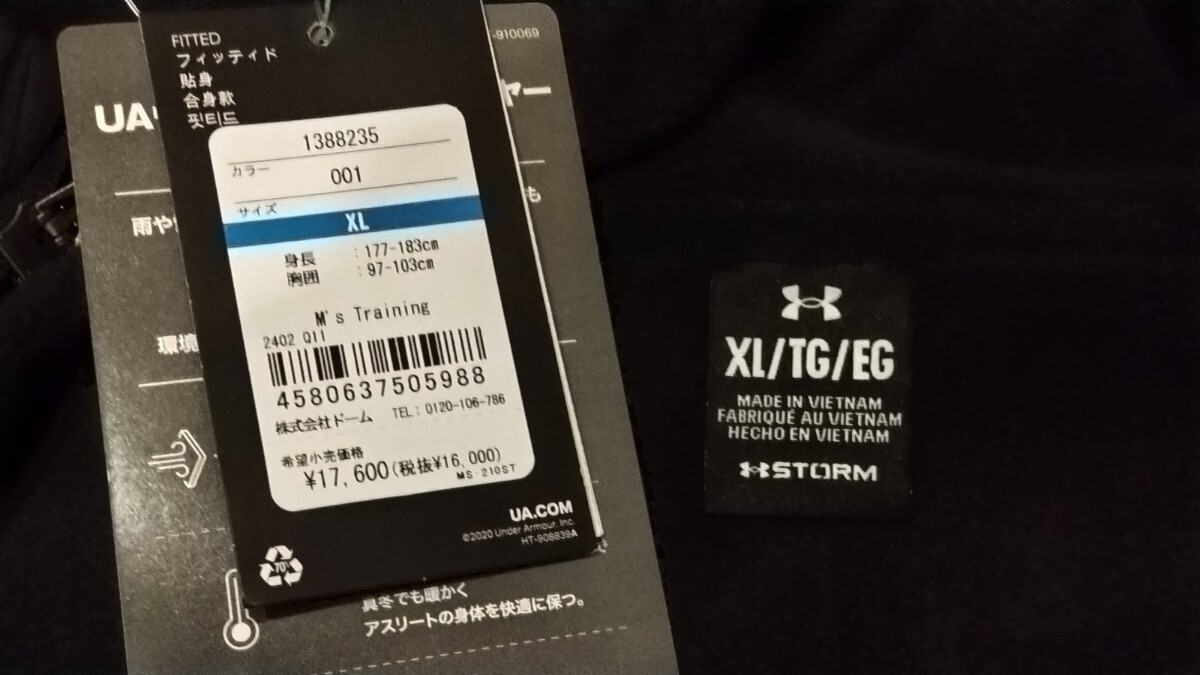 FITTED
フィッティド
貼身
合身款
핏티드
-910069
UA
ヤー
雨や
も
環境
1388235
カラー
001
サイズ
XL
身長 : 177-183cm
胸囲 : 97-103cm
M's Training
2402 Q11
4580637505988
株式会社ドーム TEL: 0120-106-786
希望小売価格
¥17,600(税抜¥16,000)
MS 210ST
UA.COM
©2020 Under Armour, Inc.
HT-908839A
70%
真冬でも暖かく
アスリートの身体を快適に保つ。
XL/TG/EG
MADE IN VIETNAM
FABRIQUÉ AU VIETNAM
HECHO EN VIETNAM
STORM